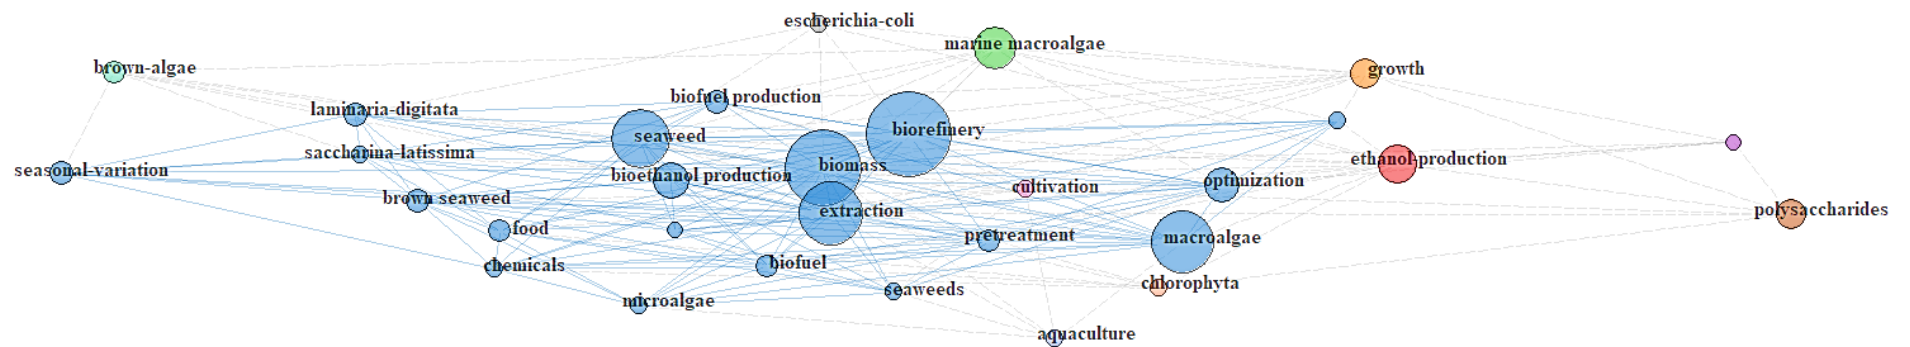 escherichia-coli
marine macroalgae
brown-algae
growth
biofuel production
laminaria-digitata
biorefinery
seaweed
saccharina-latissima
ethanol-production
biomass
seasonal-variation
bioethanol production
optimization
cultivation
brown seaweed
extraction
polysaccharides
food
pretreatment
macroalgae
chemicals
biofuel
chlorophyta
seaweeds
microalgae
aquaculture